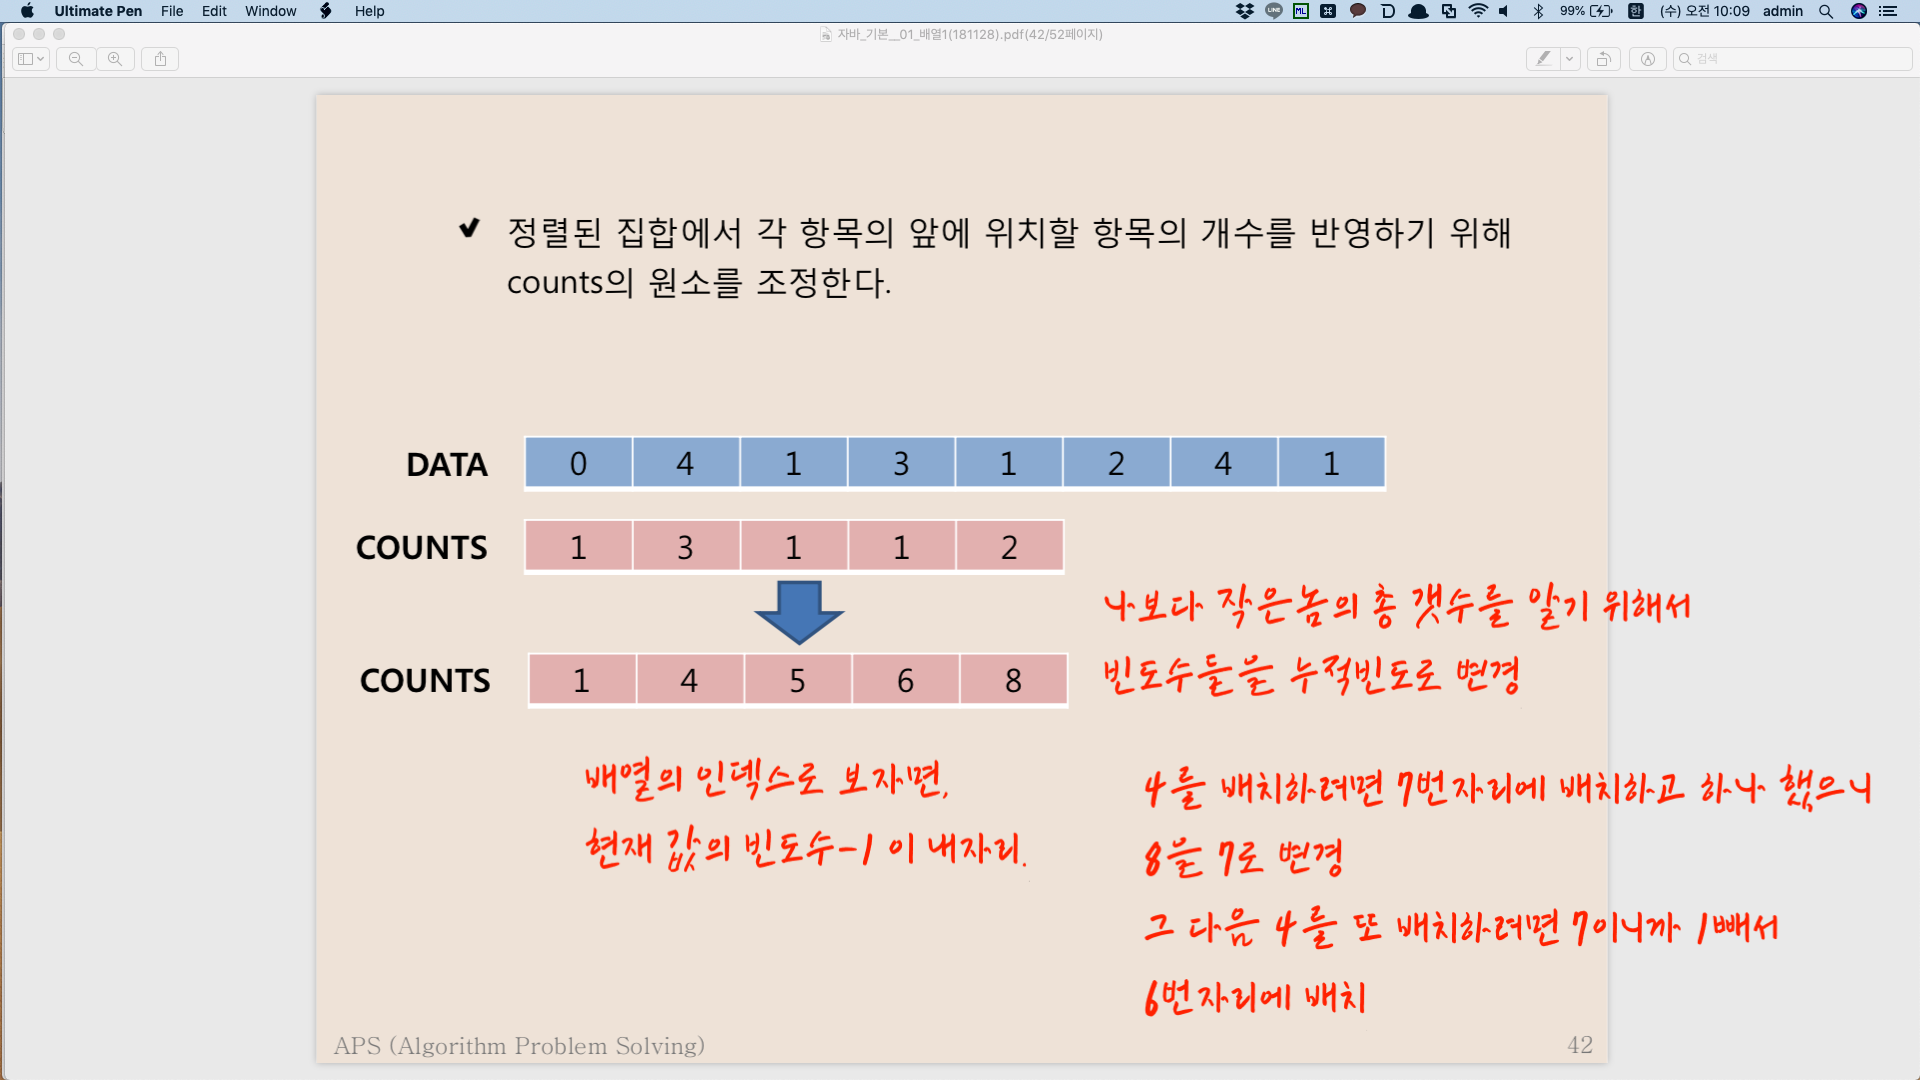 Ultimate Pen File Edit Window Help
99% 한 (수) 오전 10:09 admin
자바_기본__01_배열1(181128).pdf(42/52페이지)
검색
✔ 정렬된 집합에서 각 항목의 앞에 위치할 항목의 개수를 반영하기 위해
counts의 원소를 조정한다.
DATA 0 4 1 3 1 2 4 1
COUNTS 1 3 1 1 2
COUNTS 1 4 5 6 8
나보다 작은놈의 총 갯수를 알기 위해서
빈도수들을 누적빈도로 변경
배열의 인덱스로 보자면,
현재 값의 빈도수-1 이 내자리.
4를 배치하려면 7번자리에 배치하고 하나 했으니
8을 7로 변경
그 다음 4를 또 배치하려면 7이니까 1빼서
6번자리에 배치
APS (Algorithm Problem Solving)
42